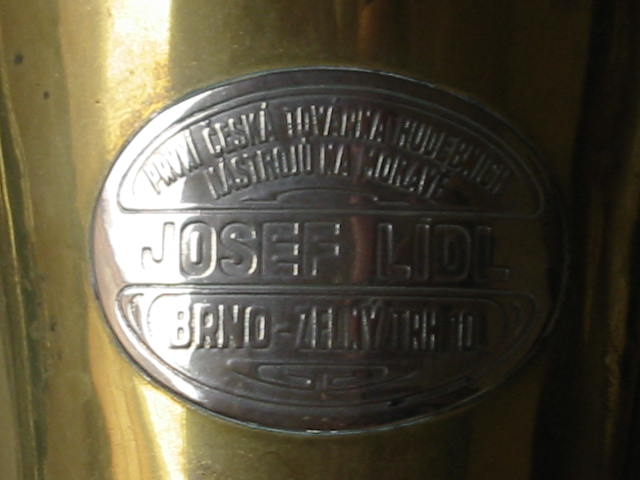 PRVNÍ ČESKÁ TOVÁRNA HUDEBNÍCH
NÁSTROJŮ NA MORAVĚ
JOSEF LÍDL
BRNO-ZELNÝ TRH 10.